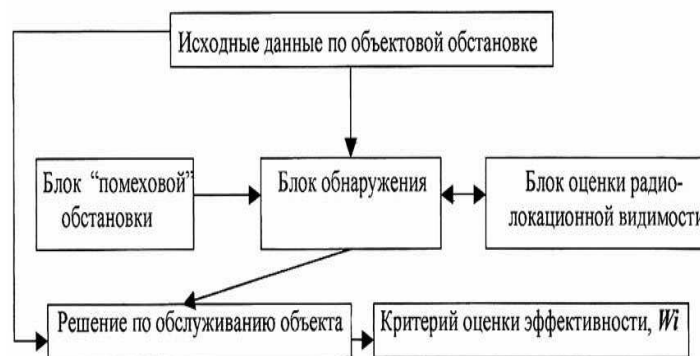 Исходные данные по объектовой обстановке
Блок “помеховой”
обстановки
Блок обнаружения
Блок оценки радио-
локационной видимости
Решение по обслуживанию объекта
Критерий оценки эффективности, Wi